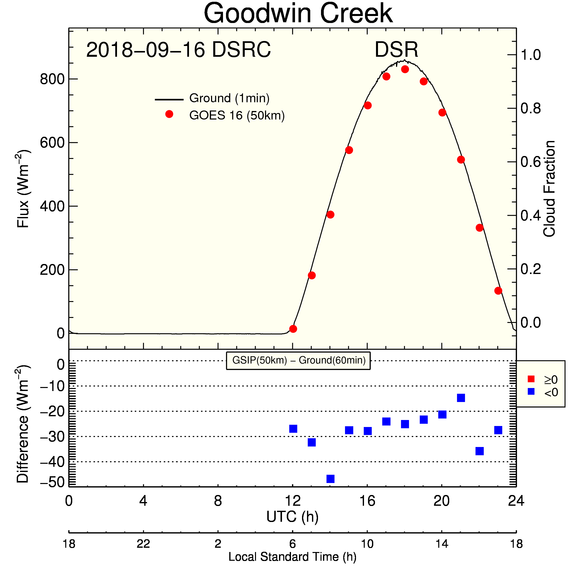 Goodwin Creek
2018−09−16 DSRC
DSR
Ground (1min)
GOES 16 (50km)
Flux (Wm⁻²)
800
600
400
200
0
Cloud Fraction
1.0
0.8
0.6
0.4
0.2
0.0
GSIP(50km) − Ground(60min)
Difference (Wm⁻²)
0
−10
−20
−30
−40
−50
≥0
<0
0 4 8 12 16 20 24
UTC (h)
18 22 2 6 10 14 18
Local Standard Time (h)